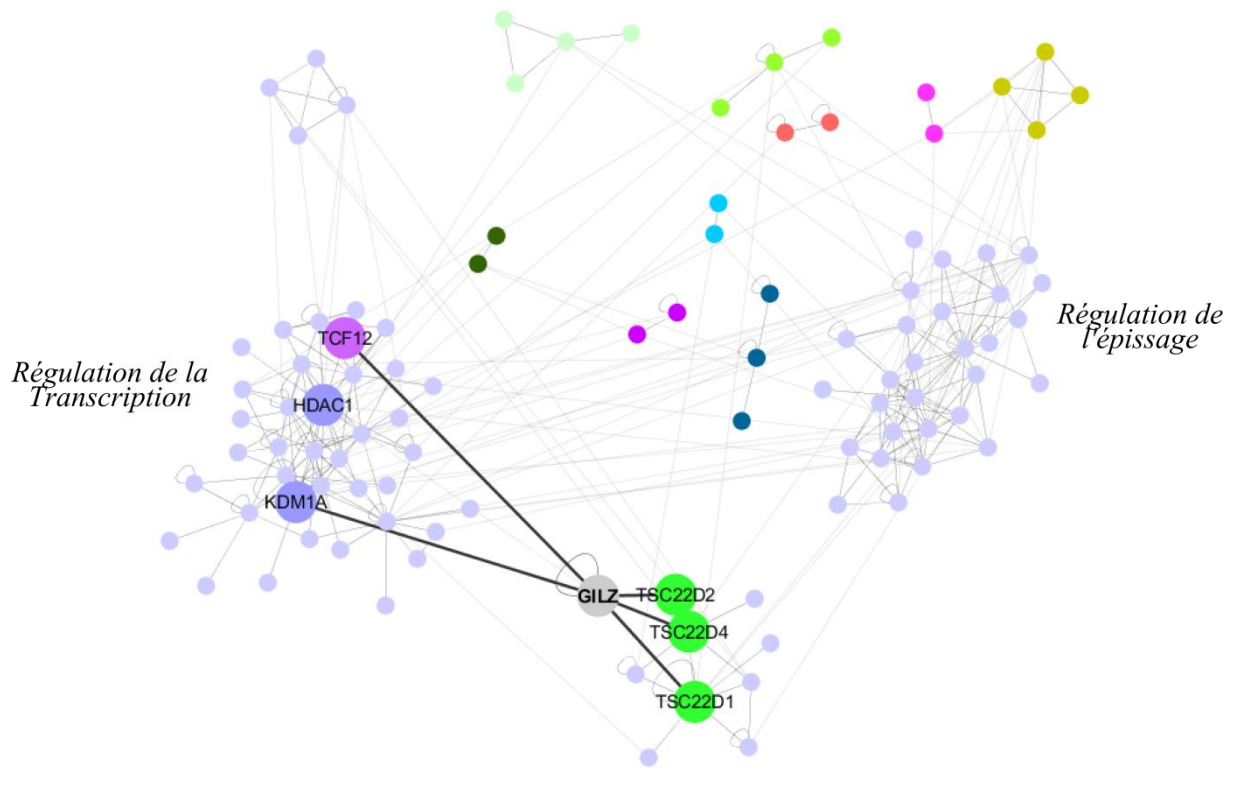 TCF12
Régulation de la
Transcription
HDAC1
KDM1A
Régulation de
l'épissage
GILZ
TSC22D2
TSC22D4
TSC22D1